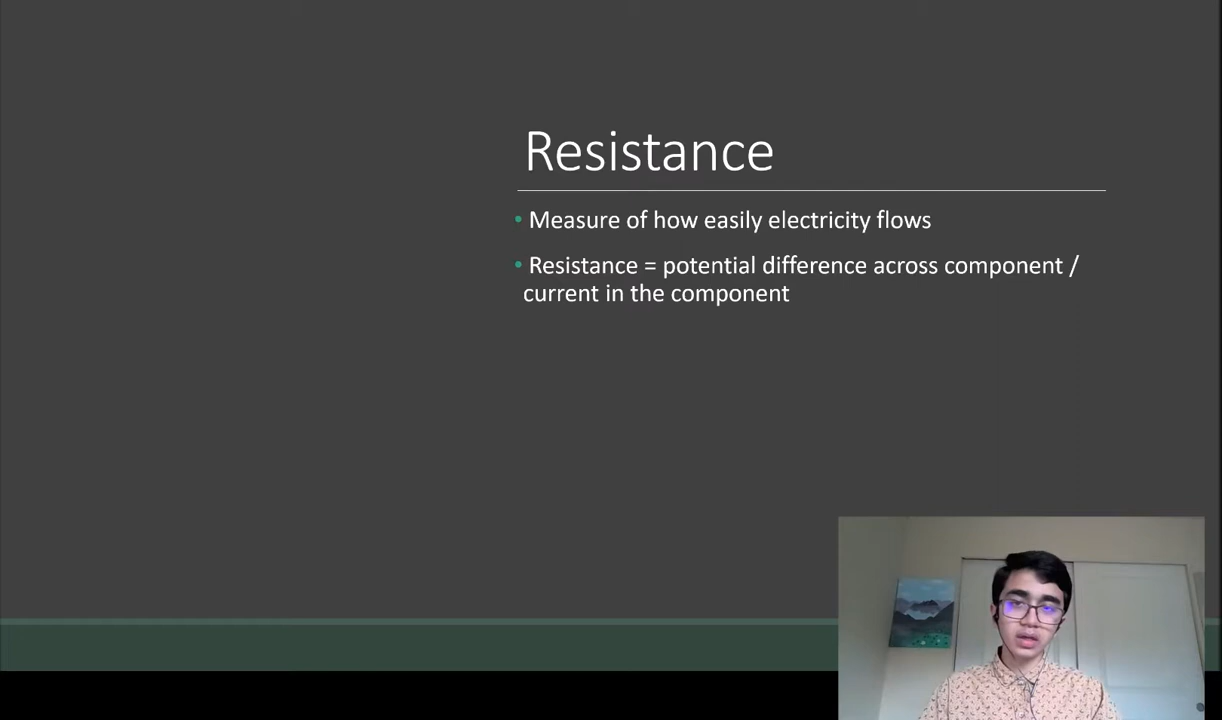 Resistance
• Measure of how easily electricity flows
• Resistance = potential difference across component /
current in the component